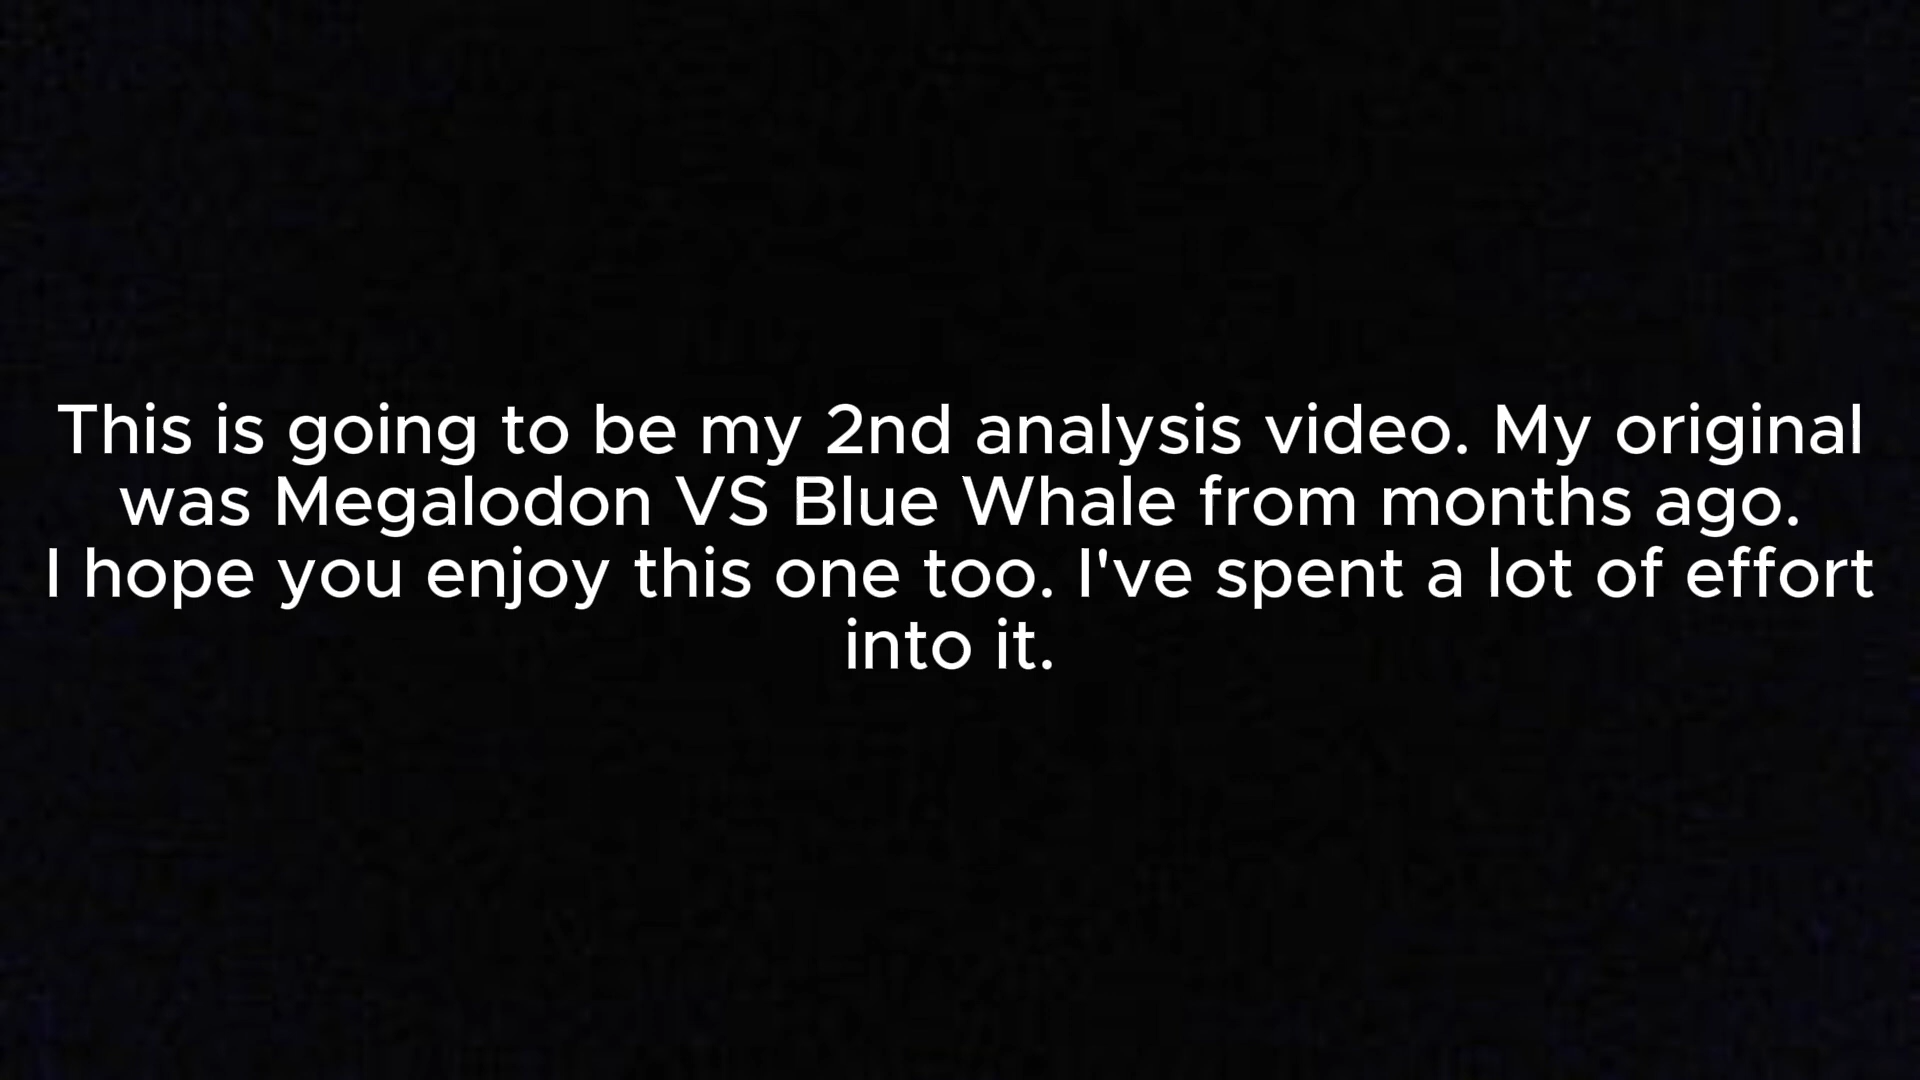 This is going to be my 2nd analysis video. My original
was Megalodon VS Blue Whale from months ago.
I hope you enjoy this one too. I've spent a lot of effort
into it.